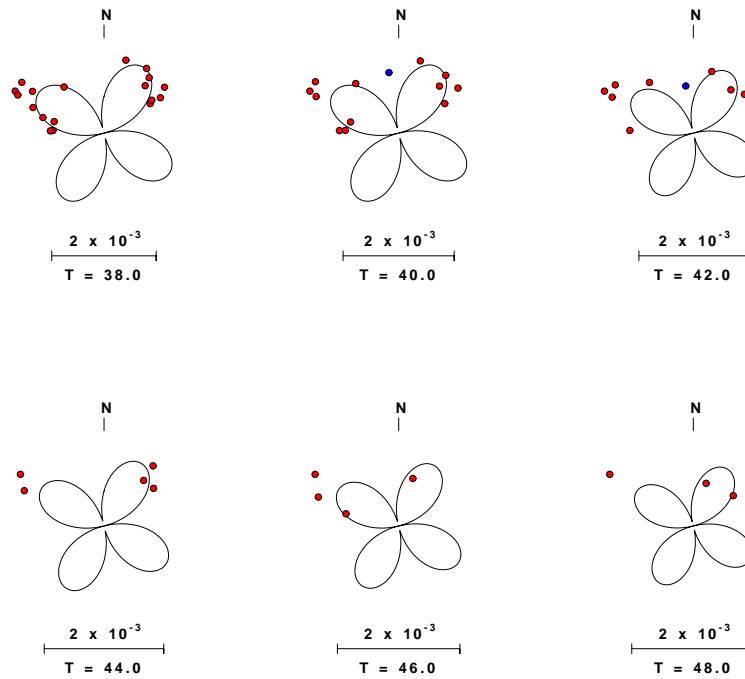 N N N
2 x 10^-3 2 x 10^-3 2 x 10^-3
T = 38.0 T = 40.0 T = 42.0
N N N
2 x 10^-3 2 x 10^-3 2 x 10^-3
T = 44.0 T = 46.0 T = 48.0